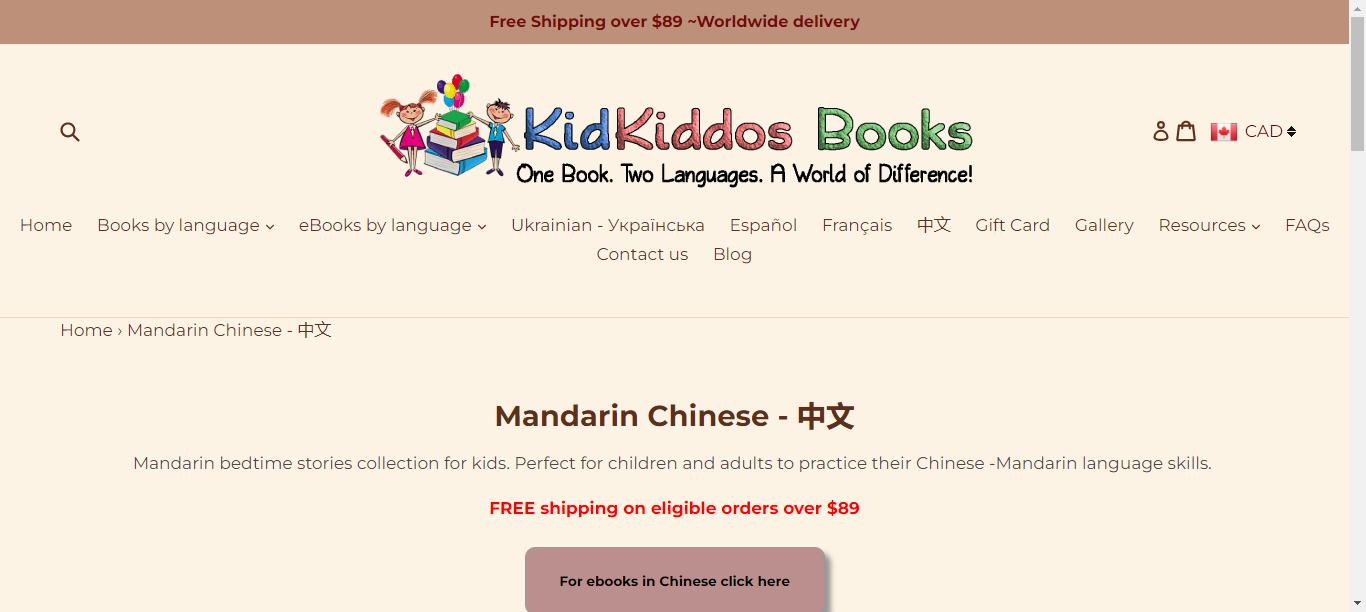 Free Shipping over $89 ~Worldwide delivery
KidKiddos Books
One Book. Two Languages. A World of Difference!
CAD
Home Books by language eBooks by language Ukrainian - Українська Español Français 中文 Gift Card Gallery Resources FAQs
Contact us Blog
Home › Mandarin Chinese - 中文
Mandarin Chinese - 中文
Mandarin bedtime stories collection for kids. Perfect for children and adults to practice their Chinese -Mandarin language skills.
FREE shipping on eligible orders over $89
For ebooks in Chinese click here